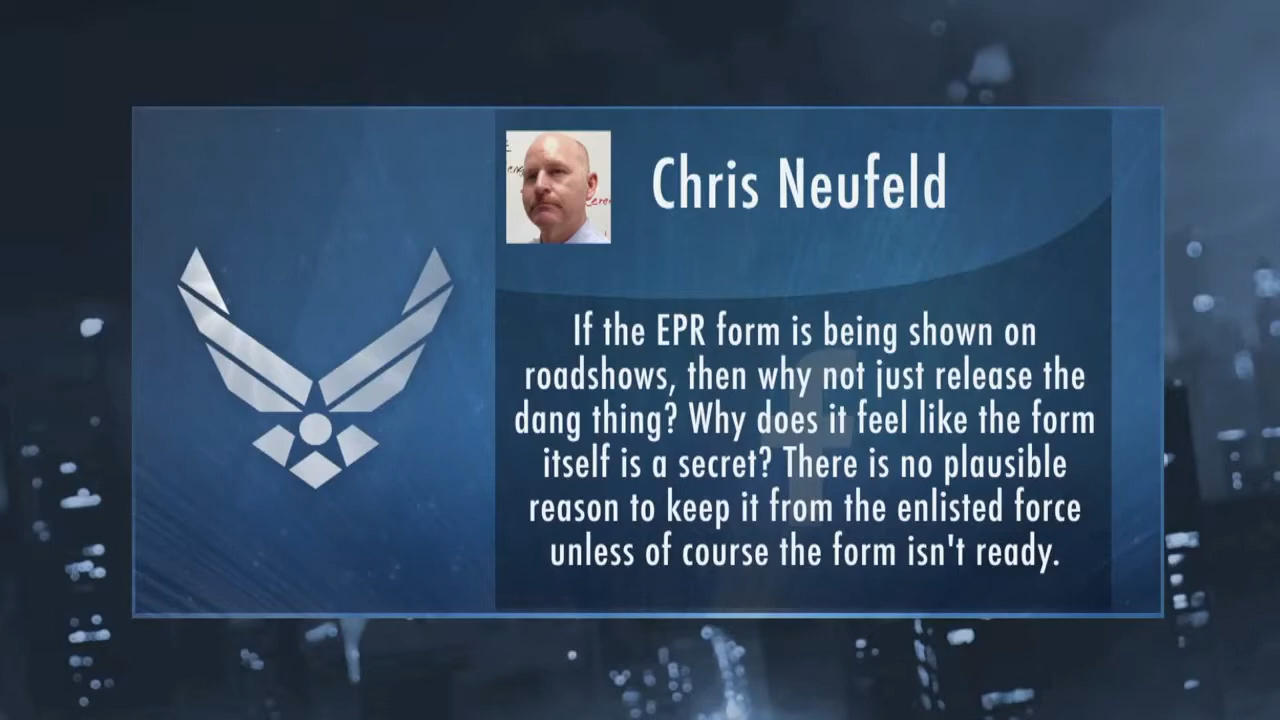 Chris Neufeld
If the EPR form is being shown on
roadshows, then why not just release the
dang thing? Why does it feel like the form
itself is a secret? There is no plausible
reason to keep it from the enlisted force
unless of course the form isn't ready.